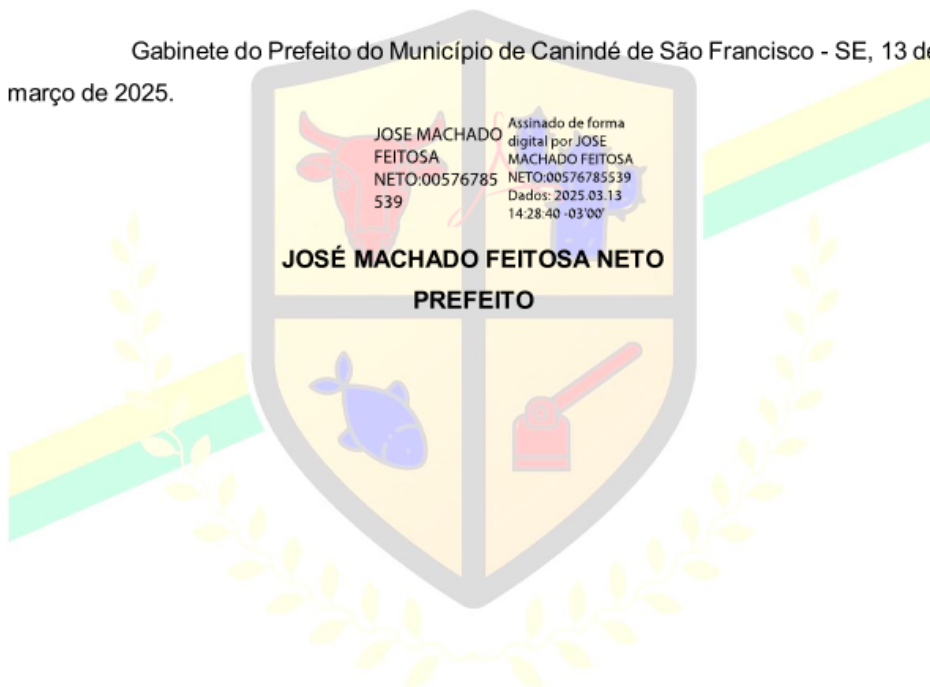 Gabinete do Prefeito do Município de Canindé de São Francisco - SE, 13 de
março de 2025.
JOSE MACHADO
FEITOSA
NETO:00576785
539
Assinado de forma
digital por JOSE
MACHADO FEITOSA
NETO:00576785539
Dados: 2025.03.13
14:28:40 -03'00'
JOSÉ MACHADO FEITOSA NETO
PREFEITO